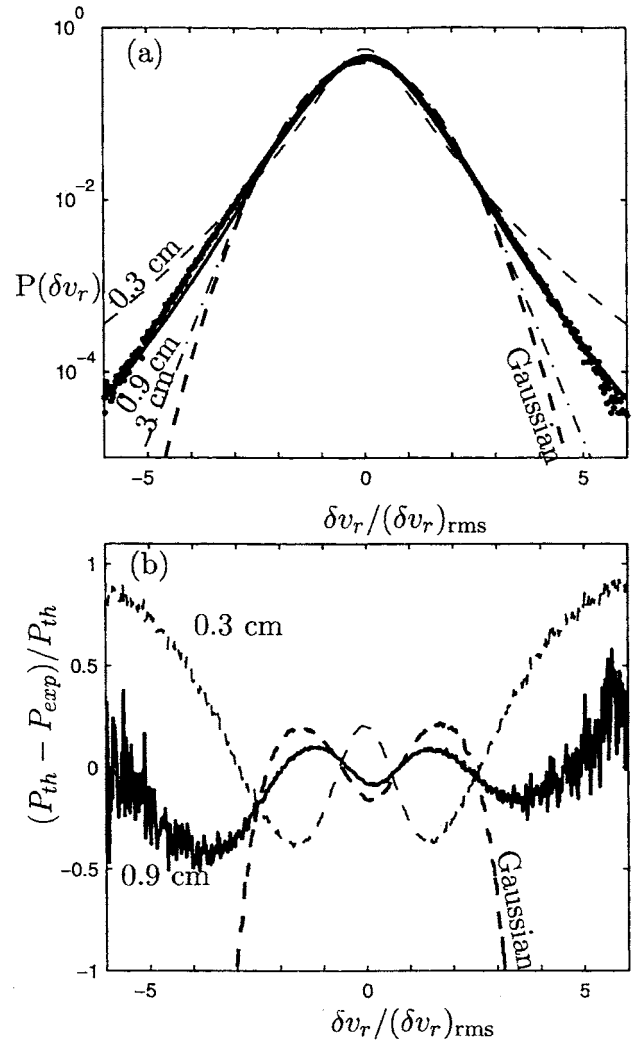 10^0
(a)
10^-2
P(δv_r)
0.3 cm
10^-4
0.9 cm
3 cm
Gaussian
-5
0
5
δv_r/(δv_r)_rms
(b)
1
0.3 cm
0.5
(P_th − P_exp)/P_th
0
-0.5
0.9 cm
Gaussian
-1
-5
0
5
δv_r/(δv_r)_rms